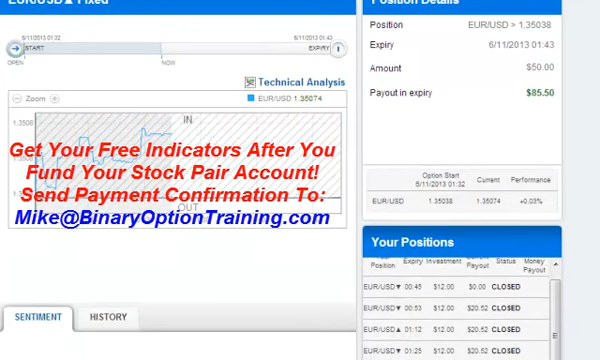 EUR/USD▲ Fixed
6/11/2013 01:32
6/11/2013 01:43
START
EXPIRY
OPEN
NOW
Technical Analysis
Zoom
EUR/USD 1.35074
1.3508
IN
1.3504
Get Your Free Indicators After You
Fund Your Stock Pair Account!
Send Payment Confirmation To:
Mike@BinaryOptionTraining.com
OUT
SENTIMENT
HISTORY
Position Details
Position EUR/USD > 1.35038
Expiry 6/11/2013 01:43
Amount $50.00
Payout in expiry $85.50
Option Start
6/11/2013 01:32
Current
Performance
EUR/USD 1.35038 1.35074 +0.03%
Your Positions
Your
Position
Expiry
Investment
Current
Payout
Status
Money
Payout
EUR/USD▼ 00:45 $12.00 $0.00 CLOSED
EUR/USD▼ 00:53 $12.00 $20.52 CLOSED
EUR/USD▲ 01:12 $12.00 $20.52 CLOSED
EUR/USD▼ 01:25 $12.00 $20.52 CLOSED